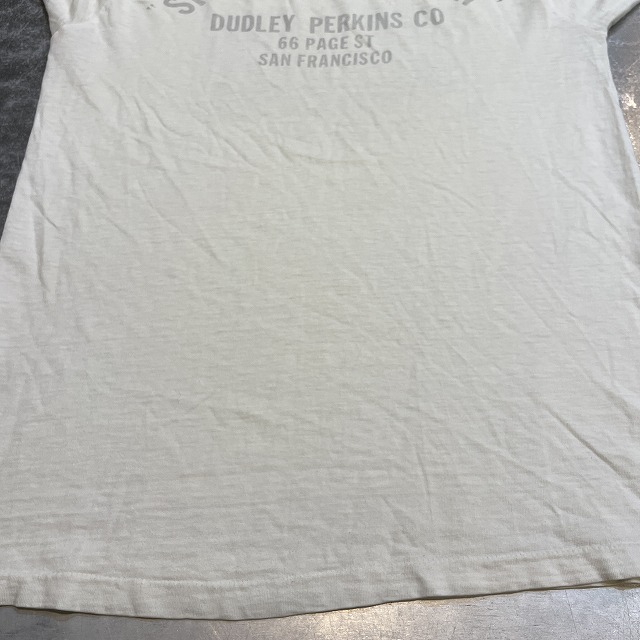 DUDLEY PERKINS CO
66 PAGE ST
SAN FRANCISCO